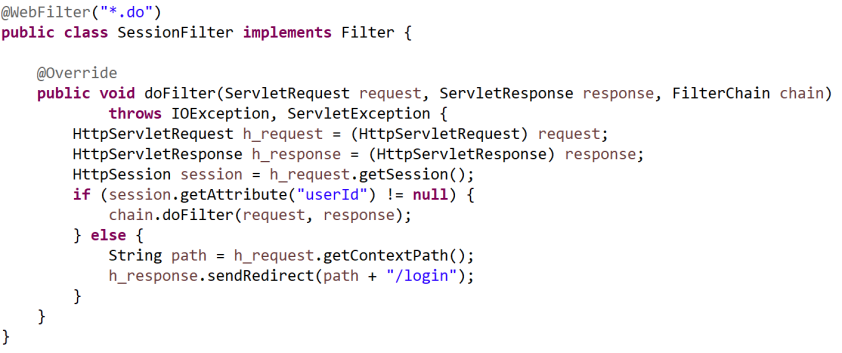 @WebFilter("*.do")
public class SessionFilter implements Filter {
@Override
public void doFilter(ServletRequest request, ServletResponse response, FilterChain chain)
throws IOException, ServletException {
HttpServletRequest h_request = (HttpServletRequest) request;
HttpServletResponse h_response = (HttpServletResponse) response;
HttpSession session = h_request.getSession();
if (session.getAttribute("userId") != null) {
chain.doFilter(request, response);
} else {
String path = h_request.getContextPath();
h_response.sendRedirect(path + "/login");
}
}
}